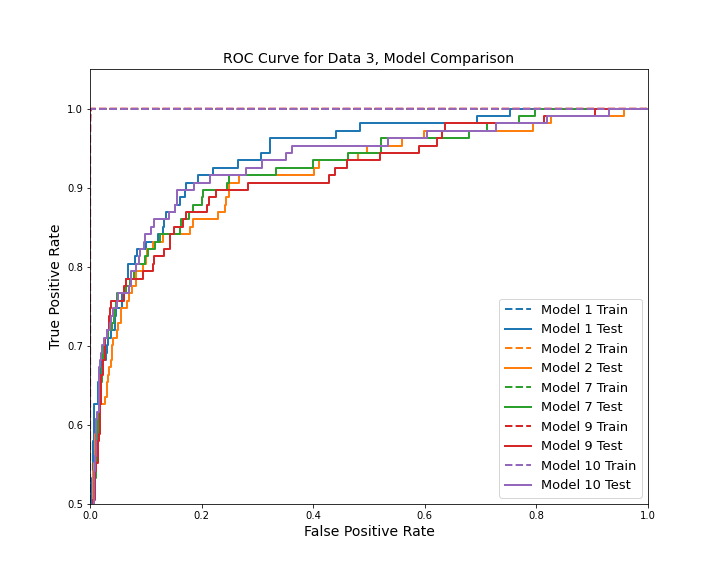 ROC Curve for Data 3, Model Comparison
True Positive Rate
1.0
0.9
0.8
0.7
0.6
0.5
0.0
0.2
0.4
0.6
0.8
1.0
False Positive Rate
Model 1 Train
Model 1 Test
Model 2 Train
Model 2 Test
Model 7 Train
Model 7 Test
Model 9 Train
Model 9 Test
Model 10 Train
Model 10 Test